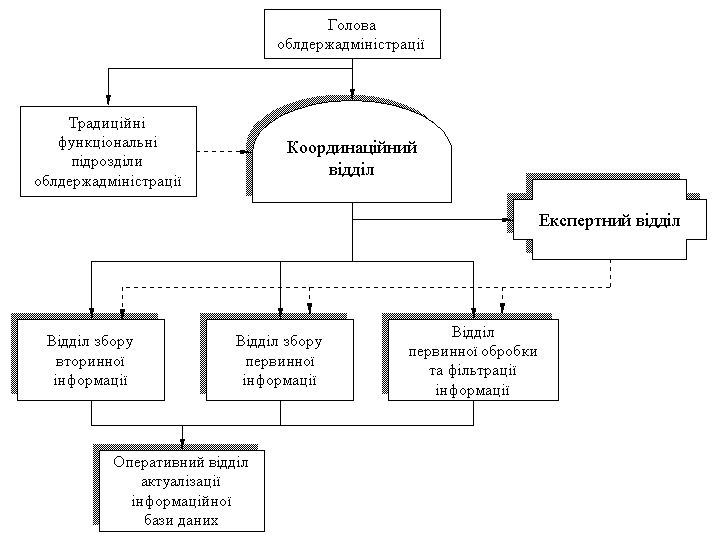 Голова
облдержадміністрації
Традиційні
функціональні
підрозділи
облдержадміністрації
Координаційний
відділ
Експертний відділ
Відділ збору
вторинної
інформації
Відділ збору
первинної
інформації
Відділ
первинної обробки
та фільтрації
інформації
Оперативний відділ
актуалізації
інформаційної
бази даних